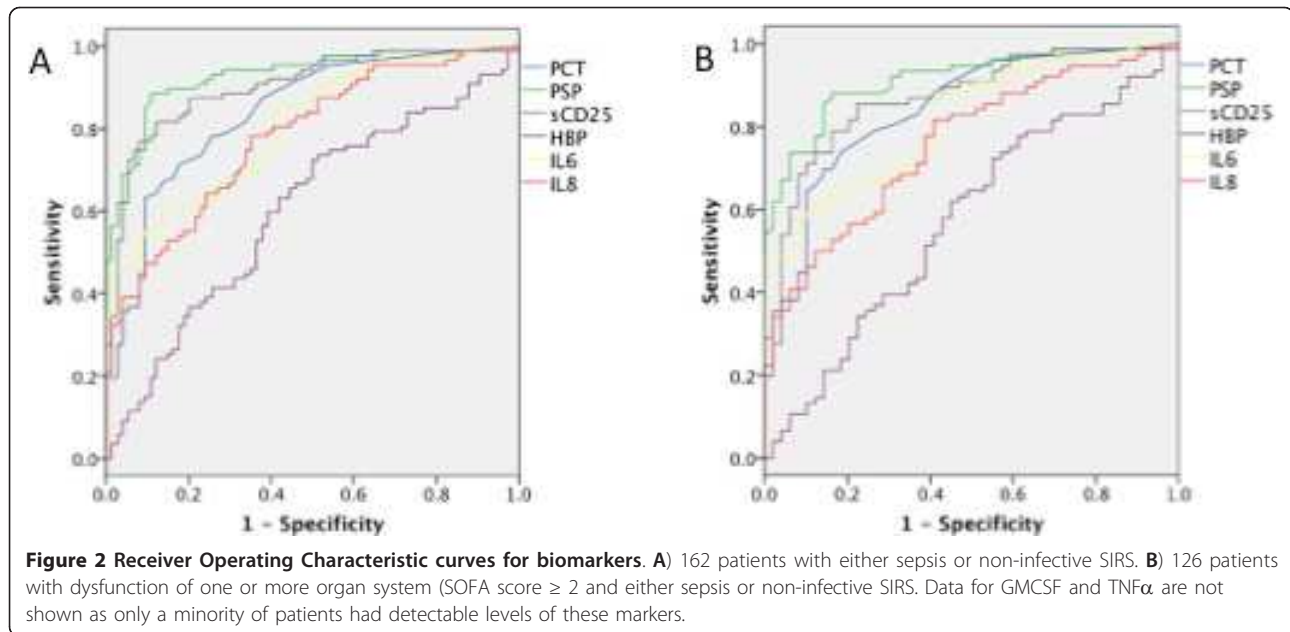 A
1.0
0.8
0.6
0.4
0.2
0.0
Sensitivity
0.0 0.2 0.4 0.6 0.8 1.0
1 - Specificity
PCT
PSP
sCD25
HBP
IL6
IL8
B
1.0
0.8
0.6
0.4
0.2
0.0
Sensitivity
0.0 0.2 0.4 0.6 0.8 1.0
1 - Specificity
PCT
PSP
sCD25
HBP
IL6
IL8
Figure 2 Receiver Operating Characteristic curves for biomarkers. A) 162 patients with either sepsis or non-infective SIRS. B) 126 patients
with dysfunction of one or more organ system (SOFA score ≥ 2 and either sepsis or non-infective SIRS. Data for GMCSF and TNFα are not
shown as only a minority of patients had detectable levels of these markers.